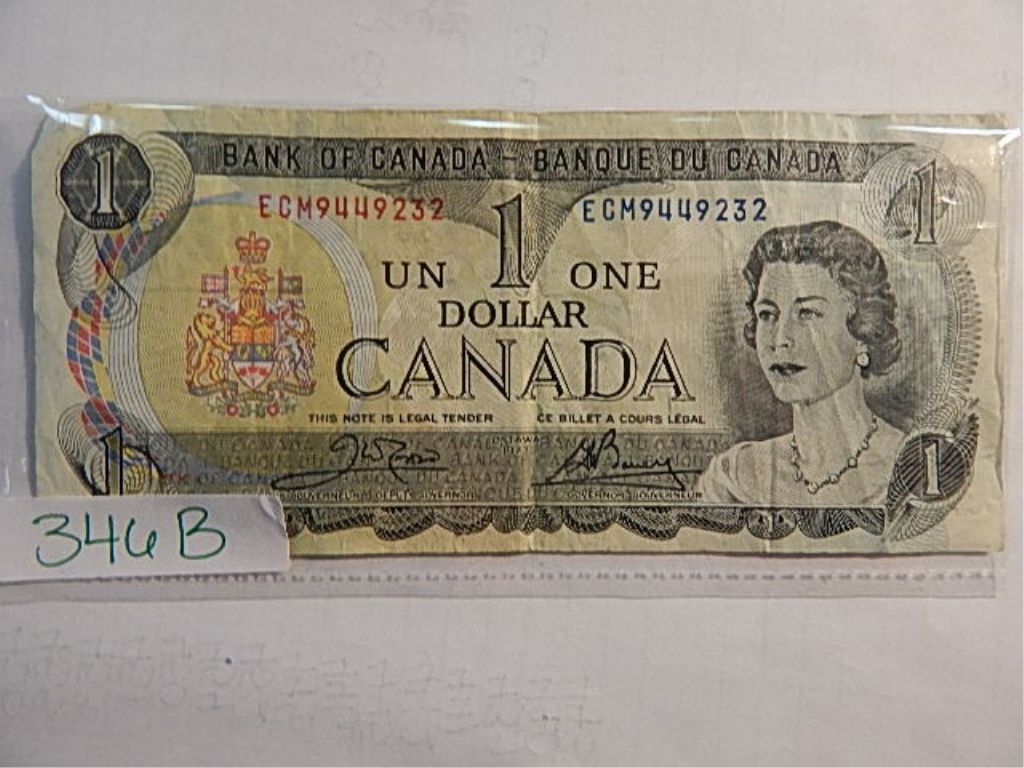 1
BANK OF CANADA – BANQUE DU CANADA
1
ECM9449232
1
ECM9449232
UN
ONE
DOLLAR
CANADA
THIS NOTE IS LEGAL TENDER
CE BILLET A COURS LÉGAL
OTTAWA
1
1
346B